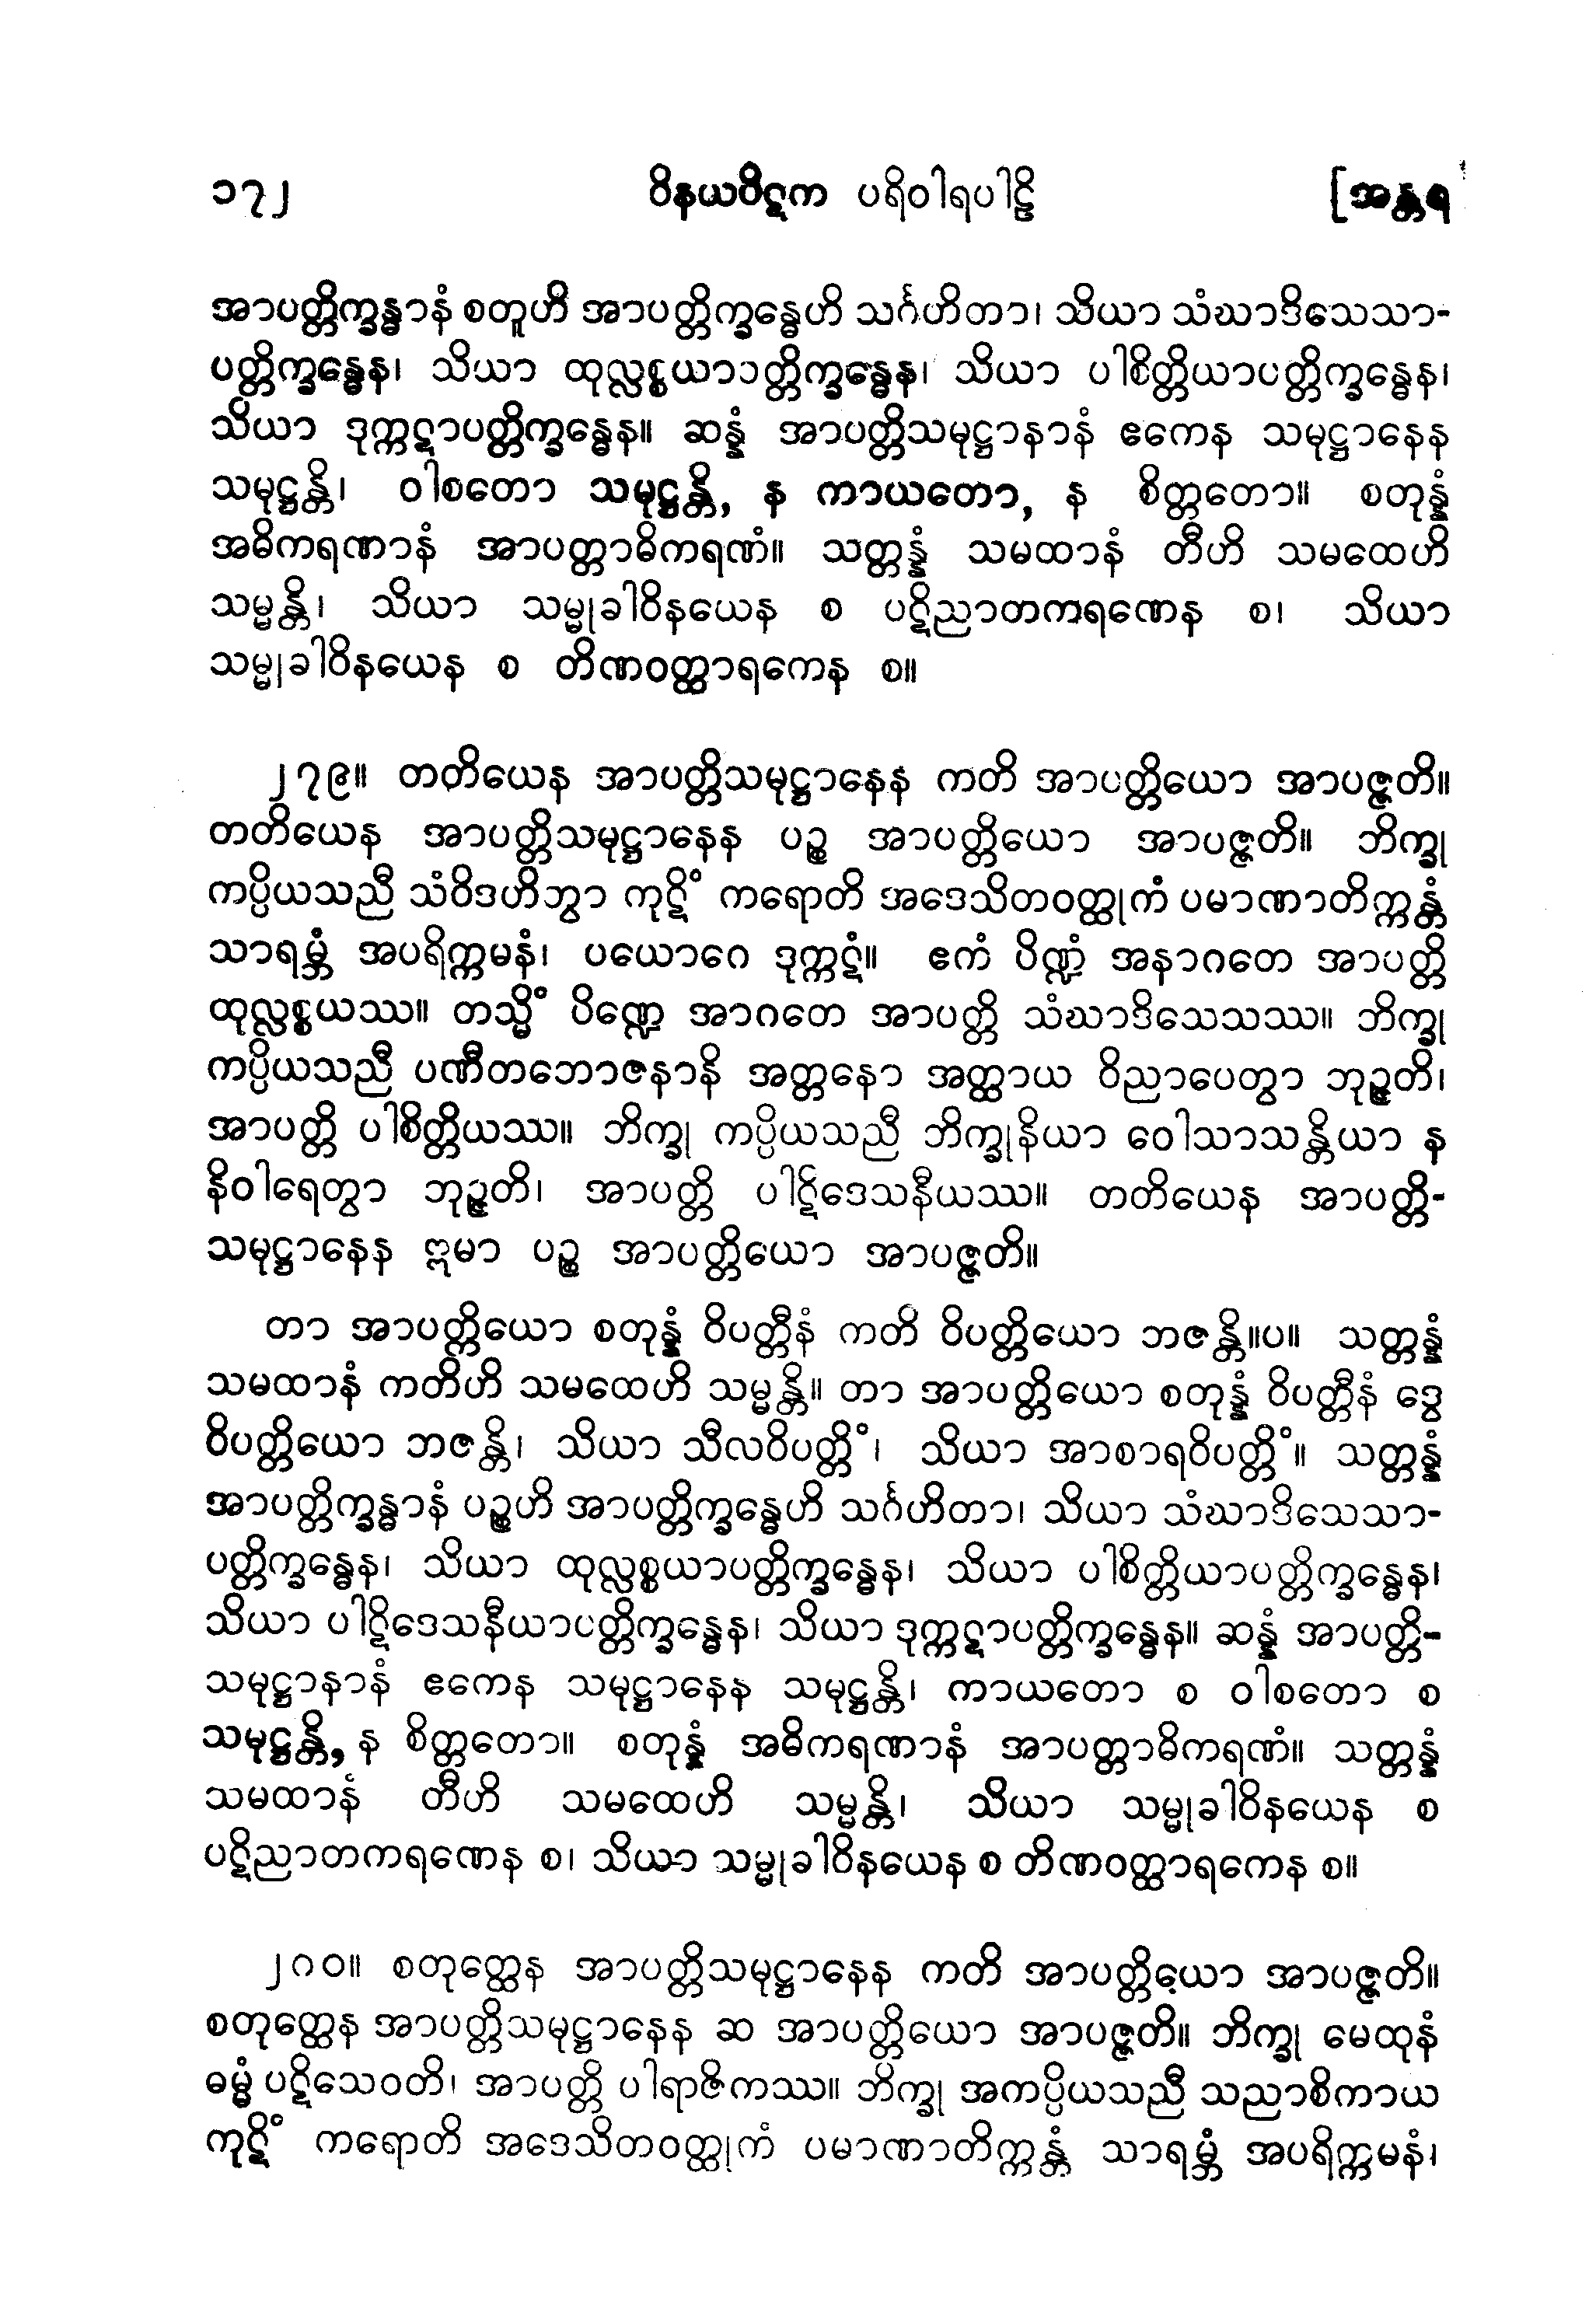 ၁၇၂ ဝိနယပိဋက ပရိဝါရပါဠိ [အန္တရ
အာပတ္တိက္ခန္ဓာနံ စတူဟိ အာပတ္တိက္ခန္ဓေဟိ သင်္ဂဟိတာ၊ သိယာ သံဃာဒိသေသာ-
ပတ္တိက္ခန္ဓေန၊ သိယာ ထုလ္လစ္စယာပတ္တိက္ခန္ဓေန၊ သိယာ ပါစိတ္တိယာပတ္တိက္ခန္ဓေန၊
သိယာ ဒုက္ကဋာပတ္တိက္ခန္ဓေန။ ဆန္နံ အာပတ္တိသမုဋ္ဌာနာနံ ဧကေန သမုဋ္ဌာနေန
သမုဋ္ဌန္တိ၊ ဝါစတော သမုဋ္ဌန္တိ, န ကာယတော, န စိတ္တတော။ စတုန္နံ
အဓိကရဏာနံ အာပတ္တာဓိကရဏံ။ သတ္တန္နံ သမထာနံ တီဟိ သမထေဟိ
သမ္မန္တိ၊ သိယာ သမ္မုခါဝိနယေန စ ပဋိညာတကရဏေန စ၊ သိယာ
သမ္မုခါဝိနယေန စ တိဏဝတ္ထာရကေန စ။
၂၇၉။ တတိယေန အာပတ္တိသမုဋ္ဌာနေန ကတိ အာပတ္တိယော အာပဇ္ဇတိ။
တတိယေန အာပတ္တိသမုဋ္ဌာနေန ပဉ္စ အာပတ္တိယော အာပဇ္ဇတိ။ ဘိက္ခု
ကပ္ပိယသညီ သံဝိဒဟိဘွာ ကုဋိံ ကရောတိ အဒေသိတဝတ္ထုကံ ပမာဏာတိက္ကန္တံ
သာရမ္ဘံ အပရိက္ကမနံ၊ ပယောဂေ ဒုက္ကဋံ။ ဧကံ ပိဏ္ဍံ အနာဂတေ အာပတ္တိ
ထုလ္လစ္စယဿ။ တသ္မိံ ပိဏ္ဍေ အာဂတေ အာပတ္တိ သံဃာဒိသေသဿ။ ဘိက္ခု
ကပ္ပိယသညီ ပဏီတဘောဇနာနိ အတ္တနော အတ္ထာယ ဝိညာပေတွာ ဘုဉ္ဇတိ၊
အာပတ္တိ ပါစိတ္တိယဿ။ ဘိက္ခု ကပ္ပိယသညီ ဘိက္ခုနိယာ ဝေါသာသန္တိယာ န
နိဝါရေတွာ ဘုဉ္ဇတိ၊ အာပတ္တိ ပါဋိဒေသနီယဿ။ တတိယေန အာပတ္တိ-
သမုဋ္ဌာနေန ဣမာ ပဉ္စ အာပတ္တိယော အာပဇ္ဇတိ။
တာ အာပတ္တိယော စတုန္နံ ဝိပတ္တီနံ ကတိ ဝိပတ္တိယော ဘဇန္တိ။ပ။ သတ္တန္နံ
သမထာနံ ကတိဟိ သမထေဟိ သမ္မန္တိ။ တာ အာပတ္တိယော စတုန္နံ ဝိပတ္တီနံ ဒွေ
ဝိပတ္တိယော ဘဇန္တိ၊ သိယာ သီလဝိပတ္တိံ၊ သိယာ အာစာရဝိပတ္တိံ။ သတ္တန္နံ
အာပတ္တိက္ခန္ဓာနံ ပဉ္စဟိ အာပတ္တိက္ခန္ဓေဟိ သင်္ဂဟိတာ၊ သိယာ သံဃာဒိသေသာ-
ပတ္တိက္ခန္ဓေန၊ သိယာ ထုလ္လစ္စယာပတ္တိက္ခန္ဓေန၊ သိယာ ပါစိတ္တိယာပတ္တိက္ခန္ဓေန၊
သိယာ ပါဋိဒေသနီယာပတ္တိက္ခန္ဓေန၊ သိယာ ဒုက္ကဋာပတ္တိက္ခန္ဓေန။ ဆန္နံ အာပတ္တိ-
သမုဋ္ဌာနာနံ ဧကေန သမုဋ္ဌာနေန သမုဋ္ဌန္တိ၊ ကာယတော စ ဝါစတော စ
သမုဋ္ဌန္တိ, န စိတ္တတော။ စတုန္နံ အဓိကရဏာနံ အာပတ္တာဓိကရဏံ။ သတ္တန္နံ
သမထာနံ တီဟိ သမထေဟိ သမ္မန္တိ၊ သိယာ သမ္မုခါဝိနယေန စ
ပဋိညာတကရဏေန စ၊ သိယာ သမ္မုခါဝိနယေန စ တိဏဝတ္ထာရကေန စ။
၂၈၀။ စတုတ္ထေန အာပတ္တိသမုဋ္ဌာနေန ကတိ အာပတ္တိယော အာပဇ္ဇတိ။
စတုတ္ထေန အာပတ္တိသမုဋ္ဌာနေန ဆ အာပတ္တိယော အာပဇ္ဇတိ။ ဘိက္ခု မေထုနံ
ဓမ္မံ ပဋိသေဝတိ၊ အာပတ္တိ ပါရာဇိကဿ။ ဘိက္ခု အကပ္ပိယသညီ သညာစိကာယ
ကုဋိံ ကရောတိ အဒေသိတဝတ္ထုကံ ပမာဏာတိက္ကန္တံ သာရမ္ဘံ အပရိက္ကမနံ၊